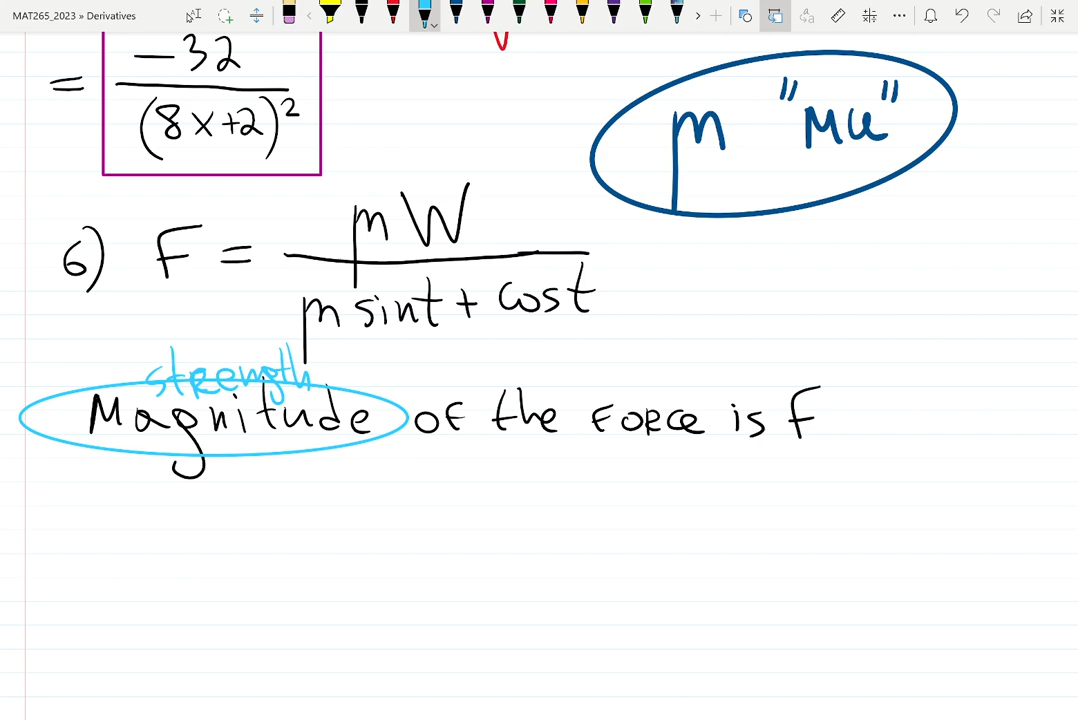 MAT265_2023 » Derivatives
= -32 / (8x+2)²
μ "Mu"
6) F = μW / μ sint + cost
strength
Magnitude of the Force is F